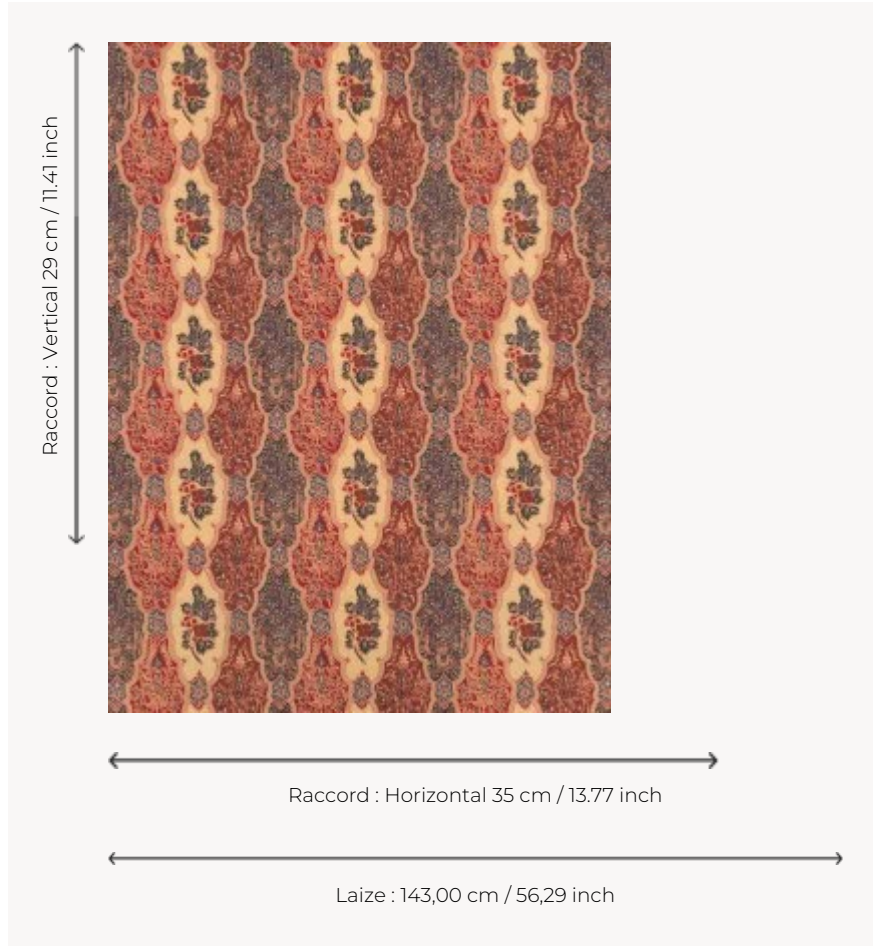 Raccord : Vertical 29 cm / 11.41 inch
Raccord : Horizontal 35 cm / 13.77 inch
Laize : 143,00 cm / 56,29 inch